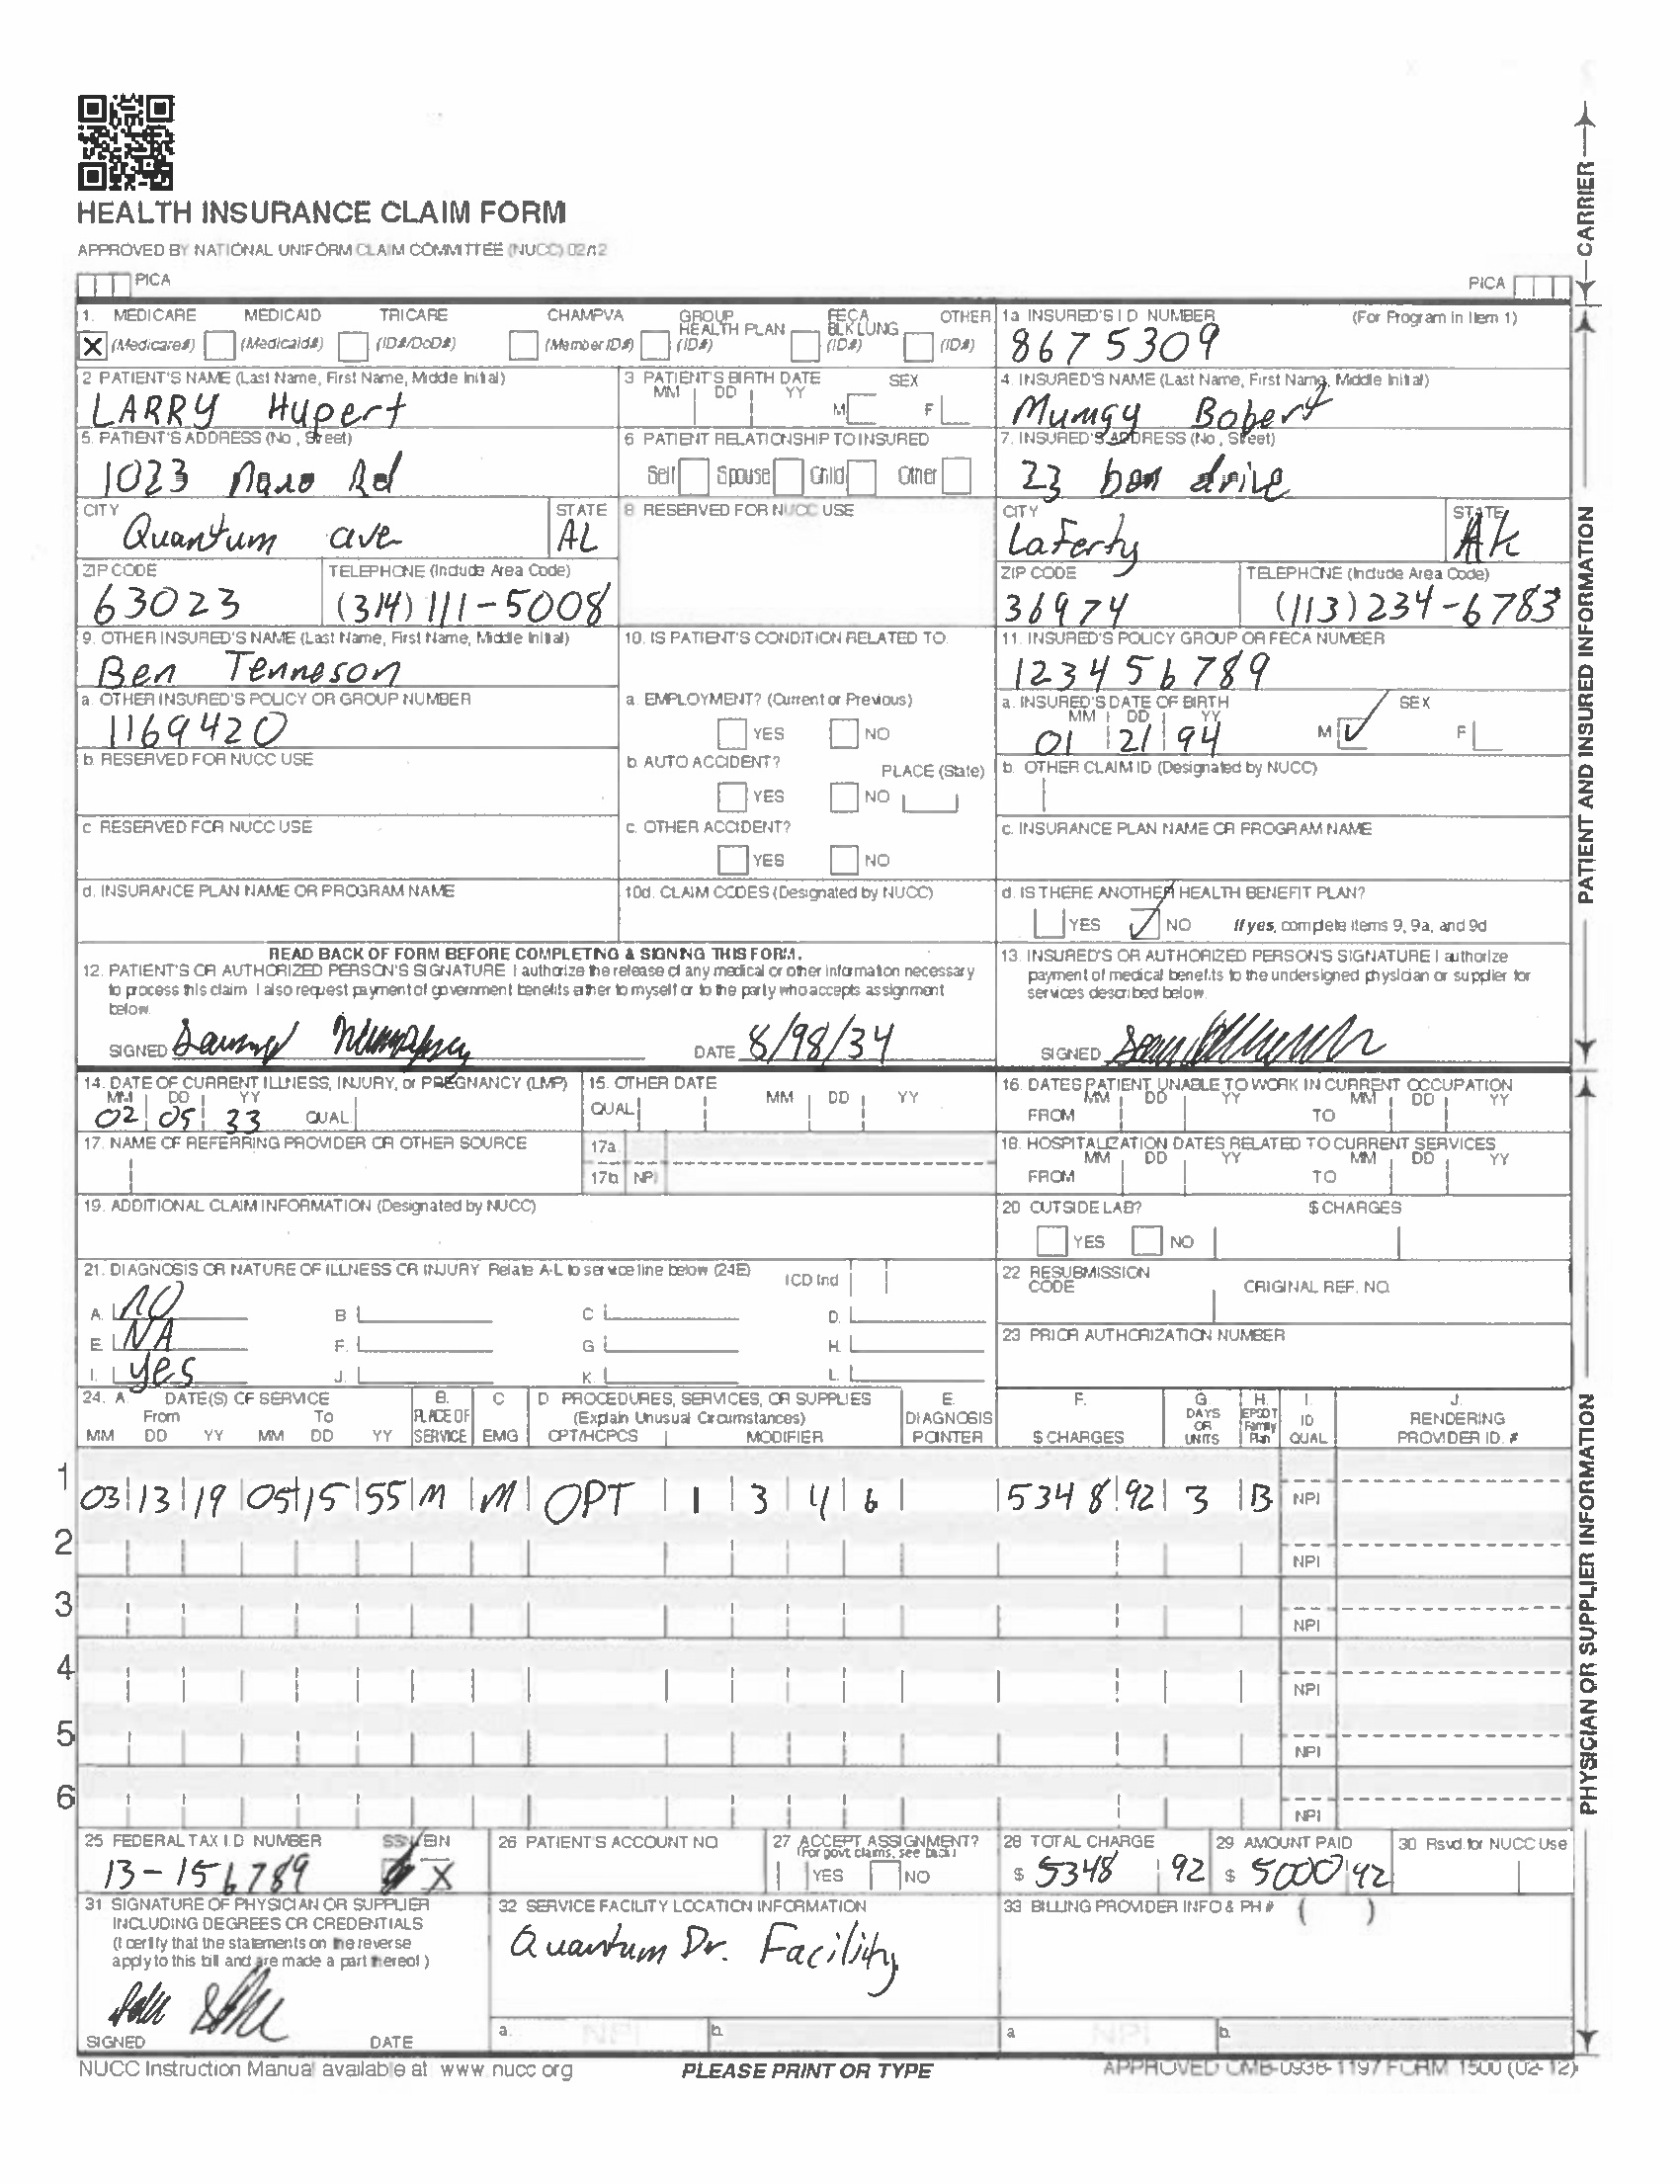 HEALTH INSURANCE CLAIM FORM
APPROVED BY NATIONAL UNIFORM CLAIM COMMITTEE (NUCC) 02/12
PICA
PICA
CARRIER
1. MEDICARE MEDICAID TRICARE CHAMPVA GROUP HEALTH PLAN FECA BLK LUNG OTHER
X (Medicare#) (Medicaid#) (ID#/DoD#) (Member ID#) (ID#) (ID#) (ID#)
1a INSURED'S I D NUMBER (For Program in Item 1)
8675309
2 PATIENT'S NAME (Last Name, First Name, Middle Initial)
LARRY Hupert
3 PATIENT'S BIRTH DATE SEX
MM DD YY M F
4. INSURED'S NAME (Last Name, First Name, Middle Initial)
Mumgy Bobert
5. PATIENT'S ADDRESS (No, Street)
1023 Rd
6 PATIENT RELATIONSHIP TO INSURED
Self Spouse Child Other
7. INSURED'S ADDRESS (No, Street)
23 drive
CITY STATE
Quantum ave AL
8 RESERVED FOR NUCC USE
CITY STATE
Laferty AK
ZIP CODE TELEPHONE (Include Area Code)
63023 (314) 111-5008
ZIP CODE TELEPHONE (Include Area Code)
36974 (113) 234-6783
9. OTHER INSURED'S NAME (Last Name, First Name, Middle Initial)
Ben Tenneson
10. IS PATIENT'S CONDITION RELATED TO
11. INSURED'S POLICY GROUP OR FECA NUMBER
123456789
a. OTHER INSURED'S POLICY OR GROUP NUMBER
1169420
a. EMPLOYMENT? (Current or Previous)
YES NO
a. INSURED'S DATE OF BIRTH SEX
MM DD YY
01 21 94 M F
b. RESERVED FOR NUCC USE
b. AUTO ACCIDENT? PLACE (State)
YES NO
b. OTHER CLAIM ID (Designated by NUCC)
c RESERVED FOR NUCC USE
c. OTHER ACCIDENT?
YES NO
c. INSURANCE PLAN NAME OR PROGRAM NAME
d. INSURANCE PLAN NAME OR PROGRAM NAME
10d. CLAIM CODES (Designated by NUCC)
d. IS THERE ANOTHER HEALTH BENEFIT PLAN?
YES NO If yes, complete items 9, 9a, and 9d
PATIENT AND INSURED INFORMATION
READ BACK OF FORM BEFORE COMPLETING & SIGNING THIS FORM.
12. PATIENT'S OR AUTHORIZED PERSON'S SIGNATURE I authorize the release of any medical or other information necessary
to process this claim I also request payment of government benefits either to myself or to the party who accepts assignment
below.
SIGNED DATE 8/98/34
13. INSURED'S OR AUTHORIZED PERSON'S SIGNATURE I authorize
payment of medical benefits to the undersigned physician or supplier for
services described below.
SIGNED
14. DATE OF CURRENT ILLNESS, INJURY, or PREGNANCY (LMP)
MM DD YY
02 05 33 QUAL
15. OTHER DATE
QUAL MM DD YY
16. DATES PATIENT UNABLE TO WORK IN CURRENT OCCUPATION
MM DD YY MM DD YY
FROM TO
17. NAME OF REFERRING PROVIDER OR OTHER SOURCE
17a
17b NPI
18. HOSPITALIZATION DATES RELATED TO CURRENT SERVICES
MM DD YY MM DD YY
FROM TO
19. ADDITIONAL CLAIM INFORMATION (Designated by NUCC)
20 OUTSIDE LAB? $ CHARGES
YES NO
21. DIAGNOSIS OR NATURE OF ILLNESS OR INJURY Relate A-L to service line below (24E) ICD Ind
A. NO B C D.
E NA F. G H.
I. yes J. K. L.
22 RESUBMISSION
CODE ORIGINAL REF. NO.
23 PRIOR AUTHORIZATION NUMBER
24. A DATE(S) OF SERVICE B. C D PROCEDURES, SERVICES, OR SUPPLIES E. F. G. H. I. J.
From To PLACE OF (Explain Unusual Circumstances) DIAGNOSIS DAYS OR UNITS EPSDT Family Plan ID RENDERING
MM DD YY MM DD YY SERVICE EMG CPT/HCPCS MODIFIER POINTER $ CHARGES QUAL PROVIDER ID. #
1 03 13 19 05 15 55 M M OPT 1 3 4 6 5348 92 3 B NPI
2 NPI
3 NPI
4 NPI
5 NPI
6 NPI
25 FEDERAL TAX I.D NUMBER SSN EIN
13-156789 X
26 PATIENT'S ACCOUNT NO
27 ACCEPT ASSIGNMENT?
(For govt. claims, see back)
YES NO
28 TOTAL CHARGE
$ 5348 92
29 AMOUNT PAID
$ 5000 42
30 Rsvd. for NUCC Use
31 SIGNATURE OF PHYSICIAN OR SUPPLIER
INCLUDING DEGREES OR CREDENTIALS
(I certify that the statements on the reverse
apply to this bill and are made a part thereof.)
SIGNED DATE
32 SERVICE FACILITY LOCATION INFORMATION
Quantum Dr. Facility
a. NPI b.
33 BILLING PROVIDER INFO & PH # ( )
a NPI b.
PHYSICIAN OR SUPPLIER INFORMATION
NUCC Instruction Manual available at www nucc org
PLEASE PRINT OR TYPE
APPROVED OMB-0938-1197 FORM 1500 (02-12)